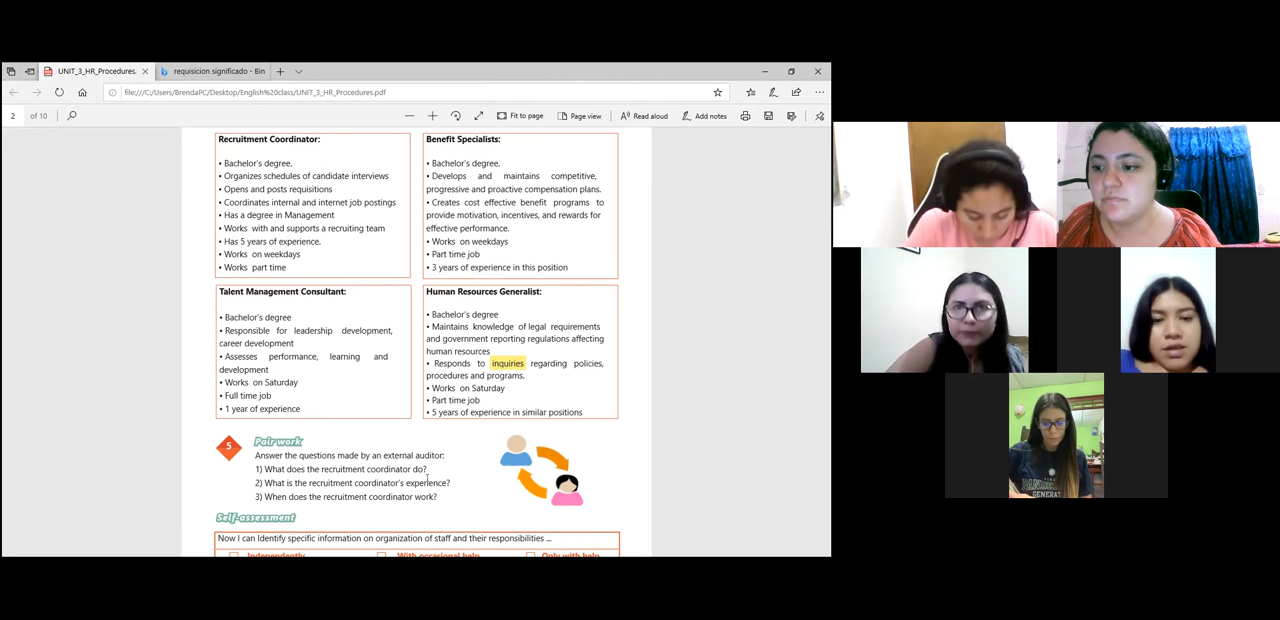 UNIT_3_HR_Procedures.
requisicion significado - Bin
file:///C:/Users/BrendaPC/Desktop/English%20class/UNIT_3_HR_Procedures.pdf
2 of 10
Fit to page
Page view
Read aloud
Add notes
Recruitment Coordinator:
• Bachelor's degree.
• Organizes schedules of candidate interviews
• Opens and posts requisitions
• Coordinates internal and internet job postings
• Has a degree in Management
• Works with and supports a recruiting team
• Has 5 years of experience.
• Works on weekdays
• Works part time
Benefit Specialists:
• Bachelor's degree.
• Develops and maintains competitive,
progressive and proactive compensation plans.
• Creates cost effective benefit programs to
provide motivation, incentives, and rewards for
effective performance.
• Works on weekdays
• Part time job
• 3 years of experience in this position
Talent Management Consultant:
• Bachelor's degree
• Responsible for leadership development,
career development
• Assesses performance, learning and
development
• Works on Saturday
• Full time job
• 1 year of experience
Human Resources Generalist:
• Bachelor's degree
• Maintains knowledge of legal requirements
and government reporting regulations affecting
human resources
• Responds to inquiries regarding policies,
procedures and programs.
• Works on Saturday
• Part time job
• 5 years of experience in similar positions
5
Pair work
Answer the questions made by an external auditor:
1) What does the recruitment coordinator do?
2) What is the recruitment coordinator's experience?
3) When does the recruitment coordinator work?
Self-assessment
Now I can Identify specific information on organization of staff and their responsibilities ...
Independently
With occasional help
Only with help